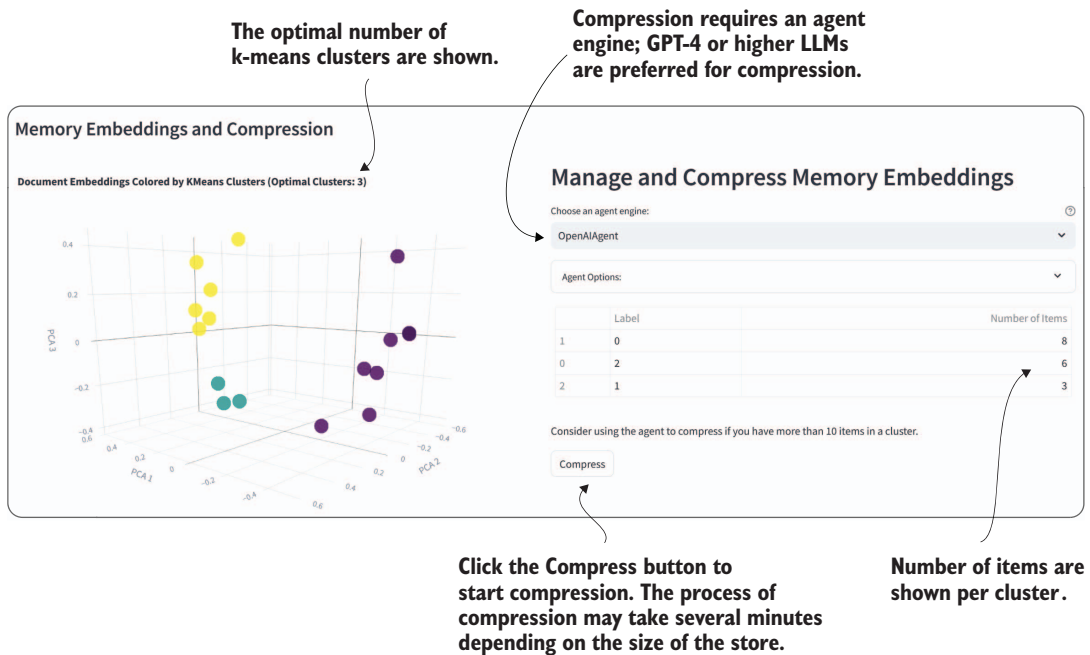 The optimal number of
k-means clusters are shown.
Compression requires an agent
engine; GPT-4 or higher LLMs
are preferred for compression.
Memory Embeddings and Compression
Document Embeddings Colored by KMeans Clusters (Optimal Clusters: 3)
0.4
0.2
0
−0.2
−0.4
PCA 3
0.6
0.4
0.2
0
−0.2
−0.4
PCA 1
−0.6
−0.4
−0.2
0
0.2
0.4
0.6
PCA 2
Manage and Compress Memory Embeddings
Choose an agent engine:
OpenAIAgent
Agent Options:
Label Number of Items
1 0 8
0 2 6
2 1 3
Consider using the agent to compress if you have more than 10 items in a cluster.
Compress
Click the Compress button to
start compression. The process of
compression may take several minutes
depending on the size of the store.
Number of items are
shown per cluster.